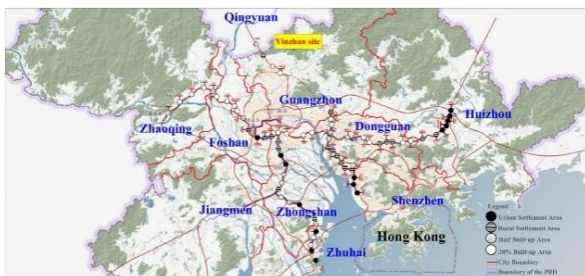 Qingyuan
Yinzhan site
Guangzhou
Huizhou
Zhaoqing
Dongguan
Foshan
Jiangmen
Shenzhen
Zhongshan
Hong Kong
Zhuhai
Legend
Urban Settlement Area
Rural Settlement Area
Half Built-up Area
20% Built-up Area
City Boundary
Boundary of the PRD